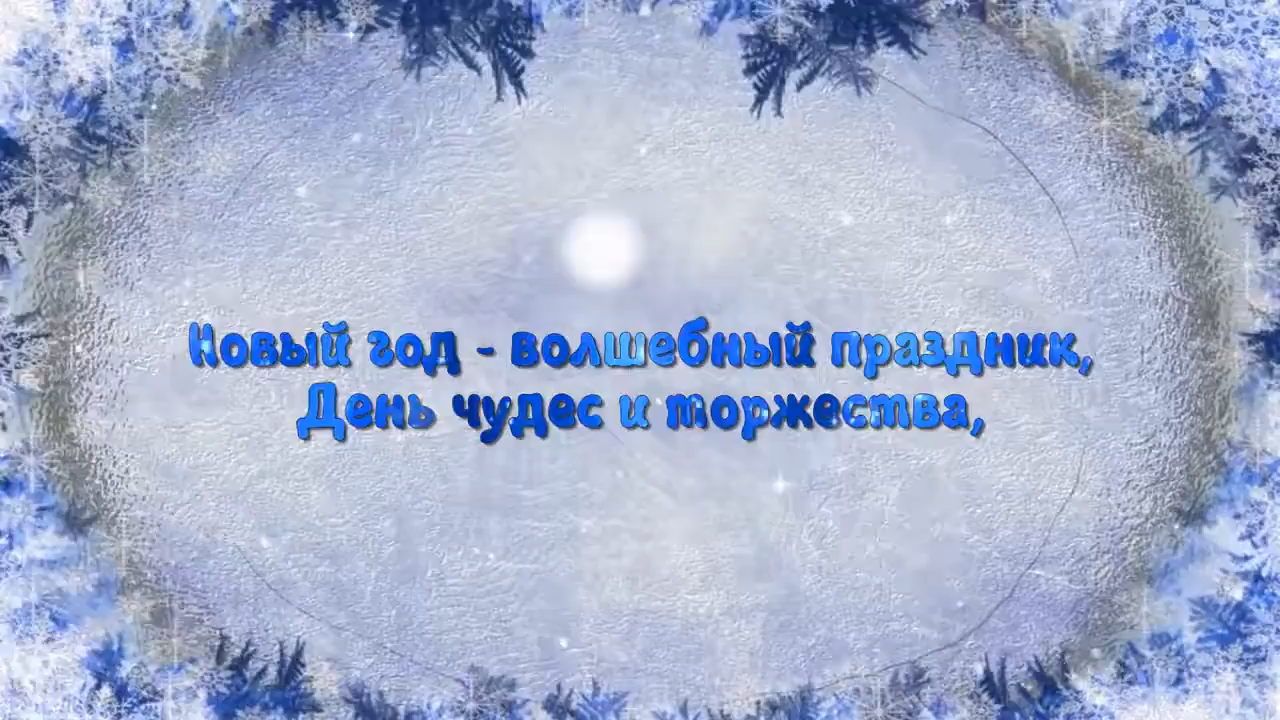 Новый год - волшебный праздник,
День чудес и торжества,